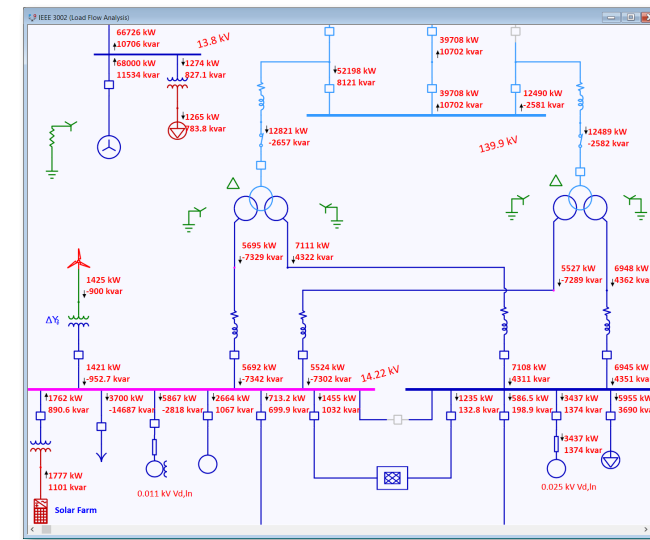 IEEE 3002 (Load Flow Analysis)
66726 kW
10706 kvar
13.8 kV
68000 kW
11534 kvar
1274 kW
827.1 kvar
1265 kW
783.8 kvar
52198 kW
8121 kvar
39708 kW
10702 kvar
39708 kW
10702 kvar
12490 kW
-2581 kvar
12821 kW
-2657 kvar
139.9 kV
12489 kW
-2582 kvar
5695 kW
-7329 kvar
7111 kW
4322 kvar
5527 kW
-7289 kvar
6948 kW
4362 kvar
1425 kW
-900 kvar
1421 kW
-952.7 kvar
5692 kW
-7342 kvar
5524 kW
-7302 kvar
14.22 kV
7108 kW
4311 kvar
6945 kW
4351 kva
1762 kW
890.6 kvar
3700 kW
-14687 kvar
5867 kW
-2818 kvar
2664 kW
1067 kvar
713.2 kW
699.9 kvar
1455 kW
1032 kvar
1235 kW
132.8 kvar
586.5 kW
198.9 kvar
3437 kW
1374 kvar
5955 kW
3690 kva
3437 kW
1374 kvar
1777 kW
1101 kvar
0.011 kV Vd,ln
0.025 kV Vd,ln
Solar Farm